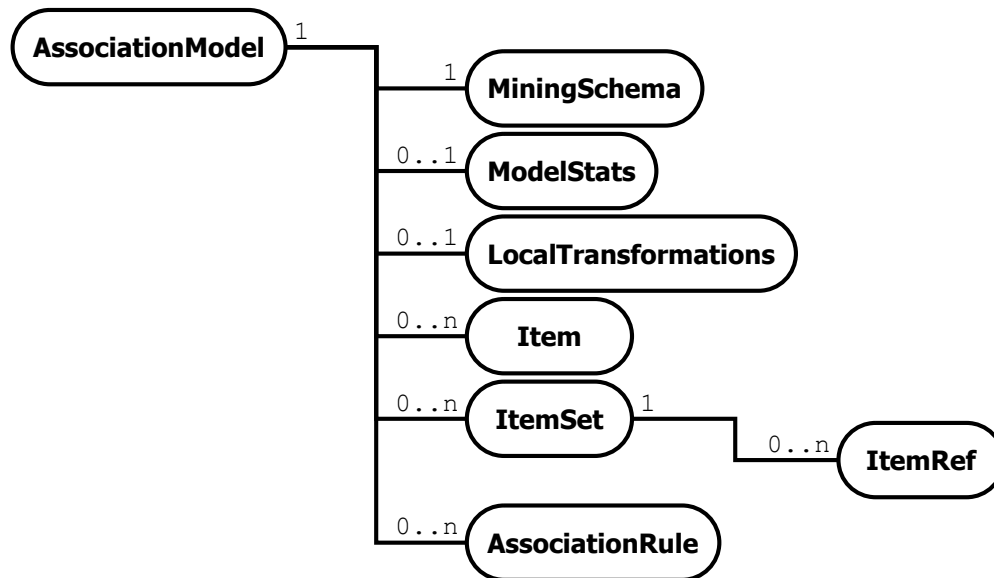 AssociationModel
1
1
MiningSchema
0..1
ModelStats
0..1
LocalTransformations
0..n
Item
0..n
ItemSet
1
0..n
ItemRef
0..n
AssociationRule